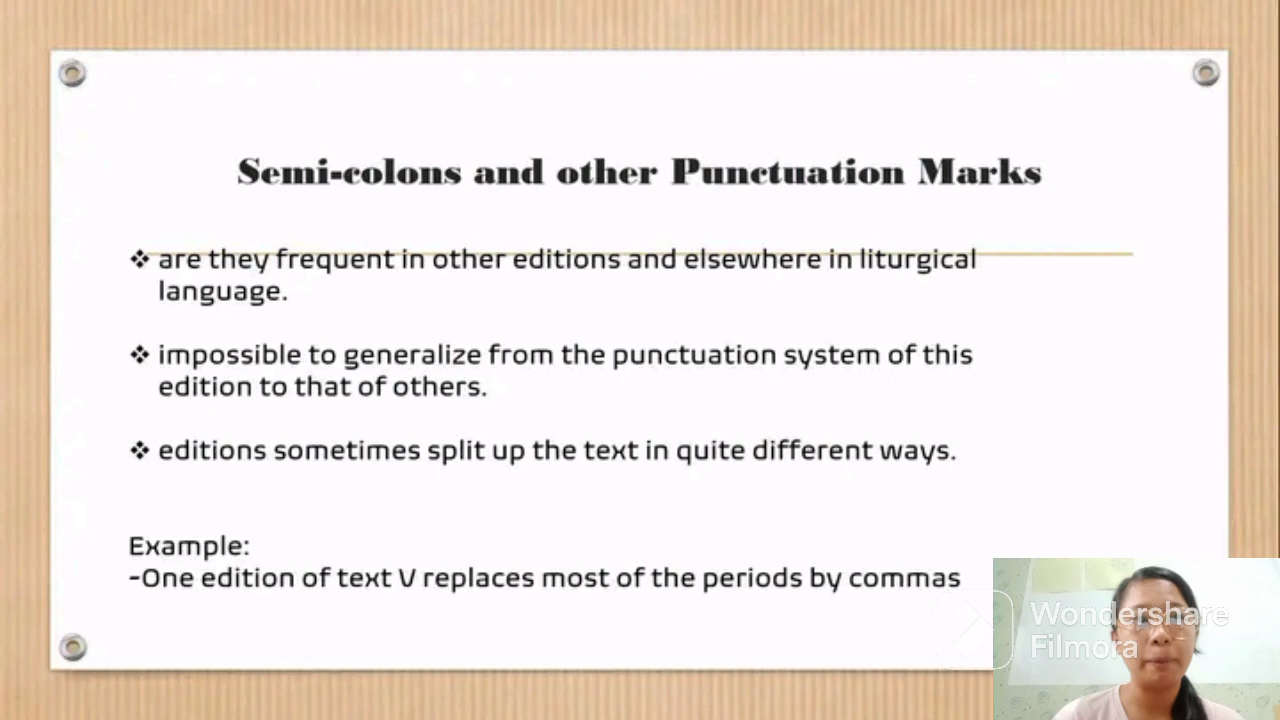 Semi-colons and other Punctuation Marks
❖ are they frequent in other editions and elsewhere in liturgical
language.
❖ impossible to generalize from the punctuation system of this
edition to that of others.
❖ editions sometimes split up the text in quite different ways.
Example:
-One edition of text V replaces most of the periods by commas
Wondershare
Filmora